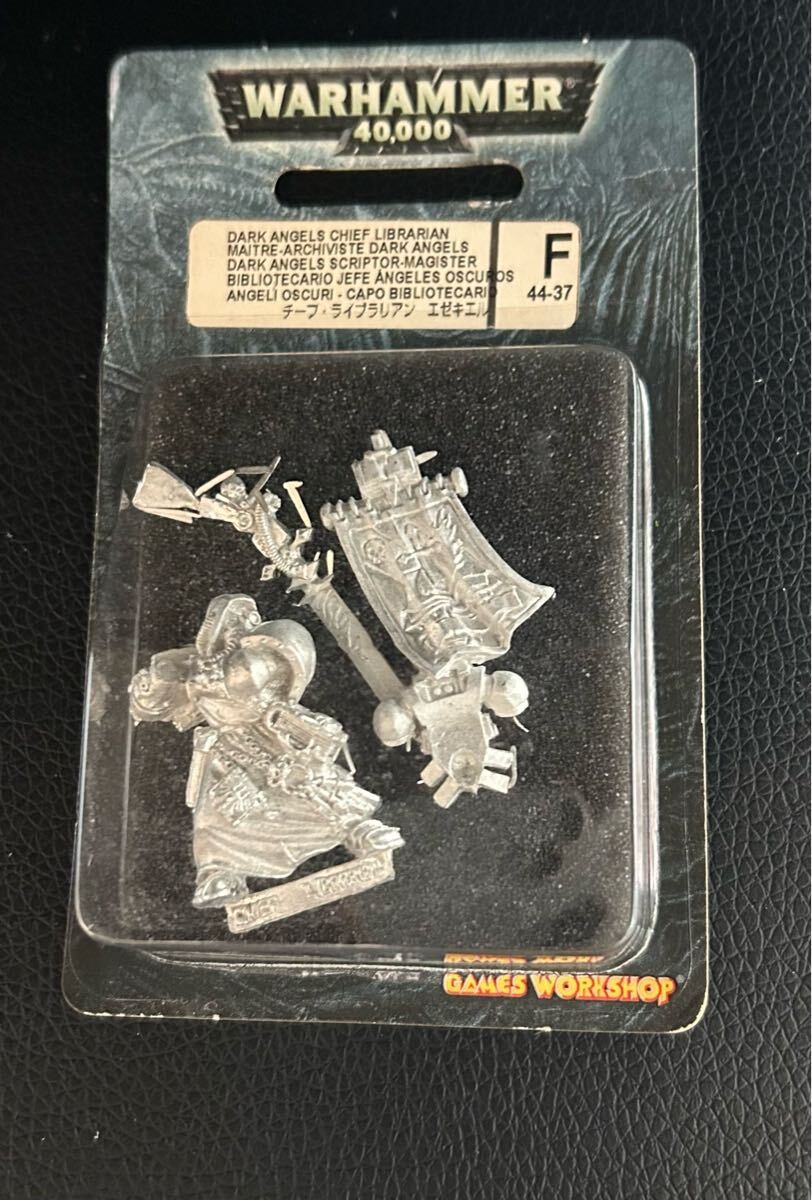 WARHAMMER®
40,000
DARK ANGELS CHIEF LIBRARIAN
MAITRE-ARCHIVISTE DARK ANGELS
DARK ANGELS SCRIPTOR-MAGISTER
BIBLIOTECARIO JEFE ÁNGELES OSCUROS
ANGELI OSCURI - CAPO BIBLIOTECARIO
チーフ・ライブラリアン エゼキエル
F
44-37
GAMES WORKSHOP®